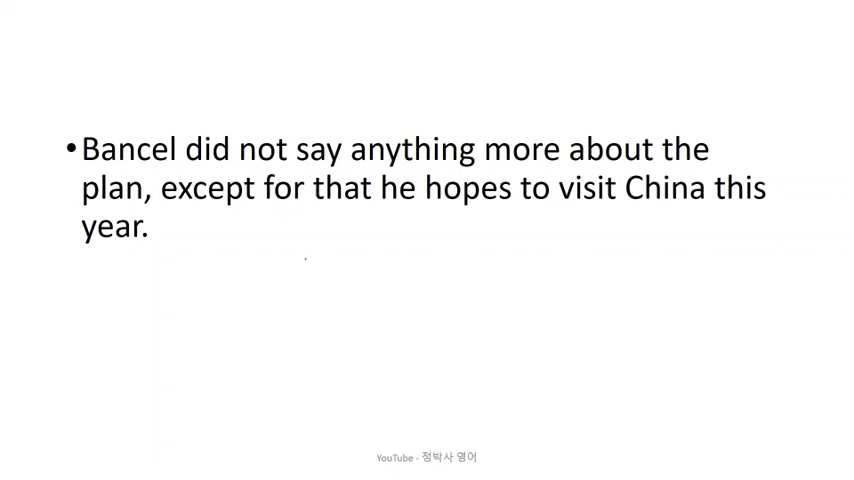 •Bancel did not say anything more about the
plan, except for that he hopes to visit China this
year.
YouTube - 정박사 영어